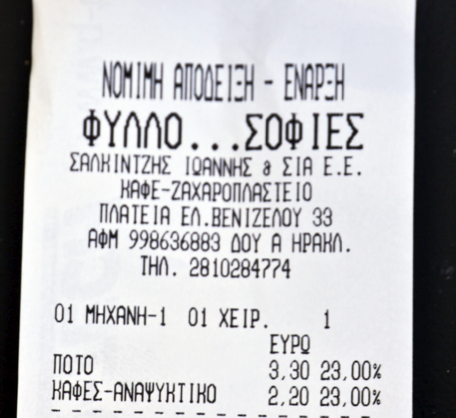 ΝΟΜΙΜΗ ΑΠΟΔΕΙΞΗ - ΕΝΑΡΞΗ
ΦΥΛΛΟ...ΣΟΦΙΕΣ
ΣΑΛΚΙΝΤΖΗΣ ΙΩΑΝΝΗΣ & ΣΙΑ Ε.Ε.
ΚΑΦΕ-ΖΑΧΑΡΟΠΛΑΣΤΕΙΟ
ΠΛΑΤΕΙΑ ΕΛ.ΒΕΝΙΖΕΛΟΥ 33
ΑΦΜ 998636883 ΔΟΥ Α ΗΡΑΚΛ.
ΤΗΛ. 2810284774
01 ΜΗΧΑΝΗ-1 01 ΧΕΙΡ. 1
ΕΥΡΩ
ΠΟΤΟ 3,30 23,00%
ΚΑΦΕΣ-ΑΝΑΨΥΚΤΙΚΟ 2,20 23,00%